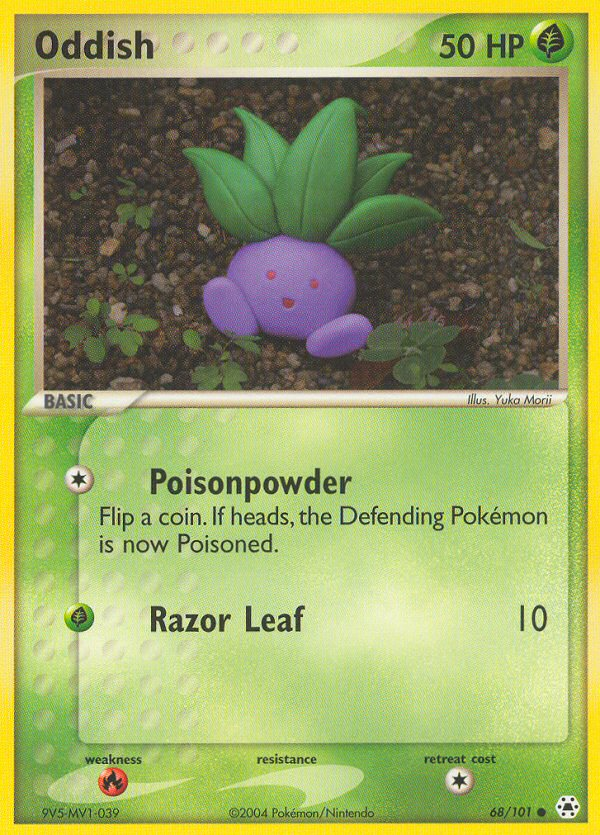 Oddish
50 HP
BASIC
Illus. Yuka Morii
Poisonpowder
Flip a coin. If heads, the Defending Pokémon
is now Poisoned.
Razor Leaf 10
weakness resistance retreat cost
9V5-MV1-039 ©2004 Pokémon/Nintendo 68/101